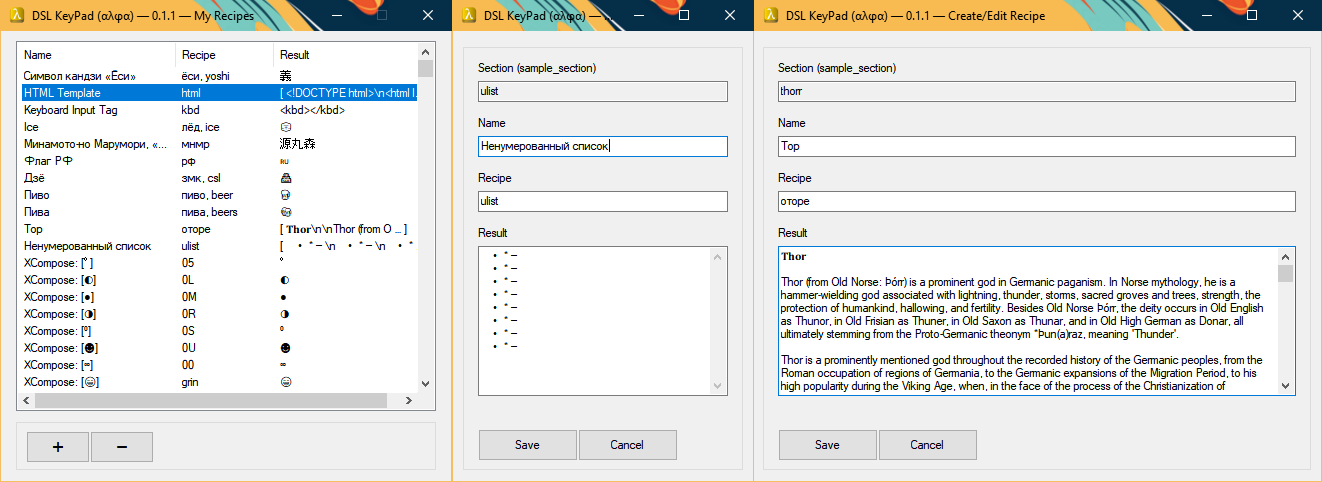 DSL KeyPad (αλφα) — 0.1.1 — My Recipes
Name Recipe Result
Символ кандзи «Ёси» ёси, yoshi 義
HTML Template html [ <!DOCTYPE html>\n<html l.
Keyboard Input Tag kbd <kbd></kbd>
Ice лёд, ice
Минамото-но Марумори, «... мнмр 源丸森
Флаг РФ рф RU
Дзё змк, csl
Пиво пиво, beer
Пива пива, beers
Тор оторе [ 𝐓𝐡𝐨𝐫\n\nThor (from O ... ]
Ненумерованный список ulist [ • * – \n • * – \n • *
XCompose: [˚] 05 ˚
XCompose: [◐] 0L ◐
XCompose: [●] 0M ●
XCompose: [◑] 0R ◑
XCompose: [⁰] 0S ⁰
XCompose: [☻] 0U ☻
XCompose: [∞] 00 ∞
XCompose: [😀] grin 😀
+ −
DSL KeyPad (αλφα) — 
Section (sample_section)
ulist
Name
Ненумерованный список
Recipe
ulist
Result
• * –
• * –
• * –
• * –
• * –
• * –
• * –
• * –
Save Cancel
DSL KeyPad (αλφα) — 0.1.1 — Create/Edit Recipe
Section (sample_section)
thorr
Name
Тор
Recipe
оторе
Result
𝐓𝐡𝐨𝐫
Thor (from Old Norse: Þórr) is a prominent god in Germanic paganism. In Norse mythology, he is a
hammer-wielding god associated with lightning, thunder, storms, sacred groves and trees, strength, the
protection of humankind, hallowing, and fertility. Besides Old Norse Þórr, the deity occurs in Old English
as Thunor, in Old Frisian as Thuner, in Old Saxon as Thunar, and in Old High German as Donar, all
ultimately stemming from the Proto-Germanic theonym *Þun(a)raz, meaning 'Thunder'.
Thor is a prominently mentioned god throughout the recorded history of the Germanic peoples, from the
Roman occupation of regions of Germania, to the Germanic expansions of the Migration Period, to his
high popularity during the Viking Age, when, in the face of the process of the Christianization of
Save Cancel